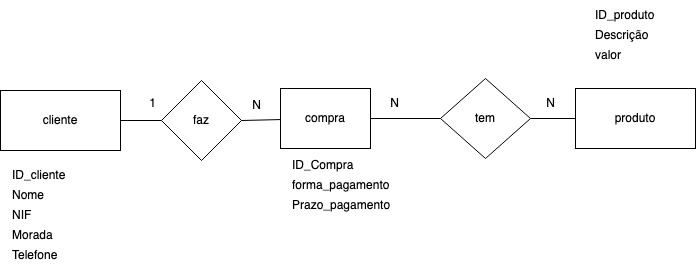 ID_produto
Descrição
valor
cliente
1
faz
N
compra
N
tem
N
produto
ID_cliente
Nome
NIF
Morada
Telefone
ID_Compra
forma_pagamento
Prazo_pagamento